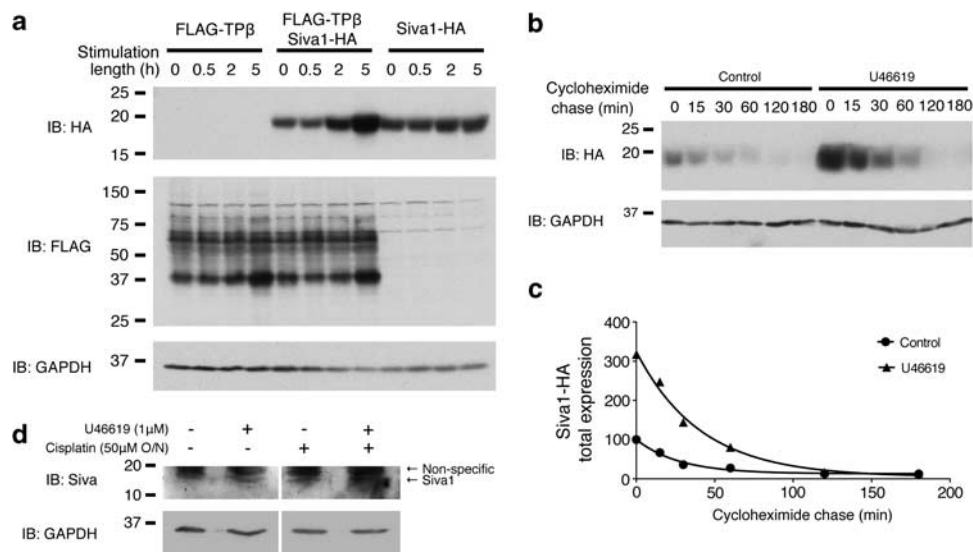 a
FLAG-TPβ
FLAG-TPβ
Siva1-HA
Siva1-HA
Stimulation
length (h)
0 0.5 2 5 0 0.5 2 5 0 0.5 2 5
25
IB: HA
20
15
150
75
IB: FLAG
50
37
25
IB: GAPDH
37
b
Cycloheximide
chase (min)
Control
U46619
0 15 30 60 120 180 0 15 30 60 120 180
25
IB: HA
20
37
IB: GAPDH
c
Siva1-HA
total expression
400
300
200
100
0
0 50 100 150 200
Cycloheximide chase (min)
Control
U46619
d
U46619 (1µM) - + - +
Cisplatin (50µM O/N) - - + +
20
IB: Siva
← Non-specific
← Siva1
10
37
IB: GAPDH